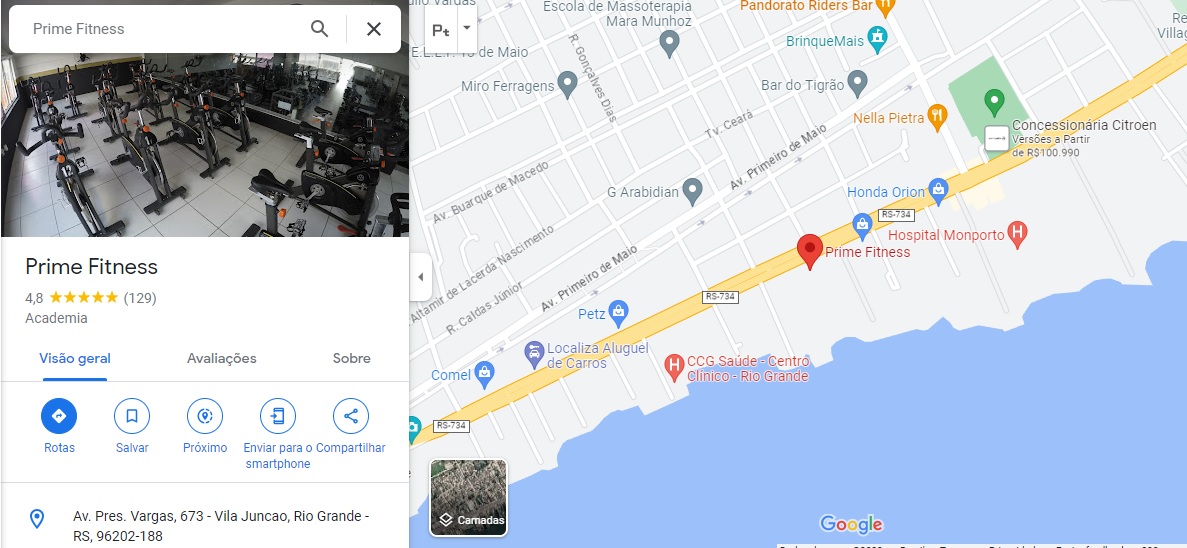 Prime Fitness
Prime Fitness
4,8 (129)
Academia
Visão geral
Avaliações
Sobre
Rotas
Salvar
Próximo
Enviar para o
smartphone
Compartilhar
Av. Pres. Vargas, 673 - Vila Juncao, Rio Grande -
RS, 96202-188
Pt
Vargas
Escola de Massoterapia
Mara Munhoz
Pandorato Riders Bar
BrinqueMais
de Maio
R. Gonçalves Dias
Miro Ferragens
Bar do Tigrão
Tv. Ceará
Nella Pietra
Concessionária Citroen
Versões a Partir
de R$100.990
Av. Primeiro de Maio
Av. Buarque de Macedo
G Arabidian
Honda Orion
RS-734
Hospital Monporto
Prime Fitness
Altamir de Lacerda Nascimento
R. Caldas Júnior
Av. Primeiro de Maio
RS-734
Petz
Localiza Aluguel
de Carros
CCG Saúde - Centro
Clínico - Rio Grande
Comel
RS-734
Camadas
Google